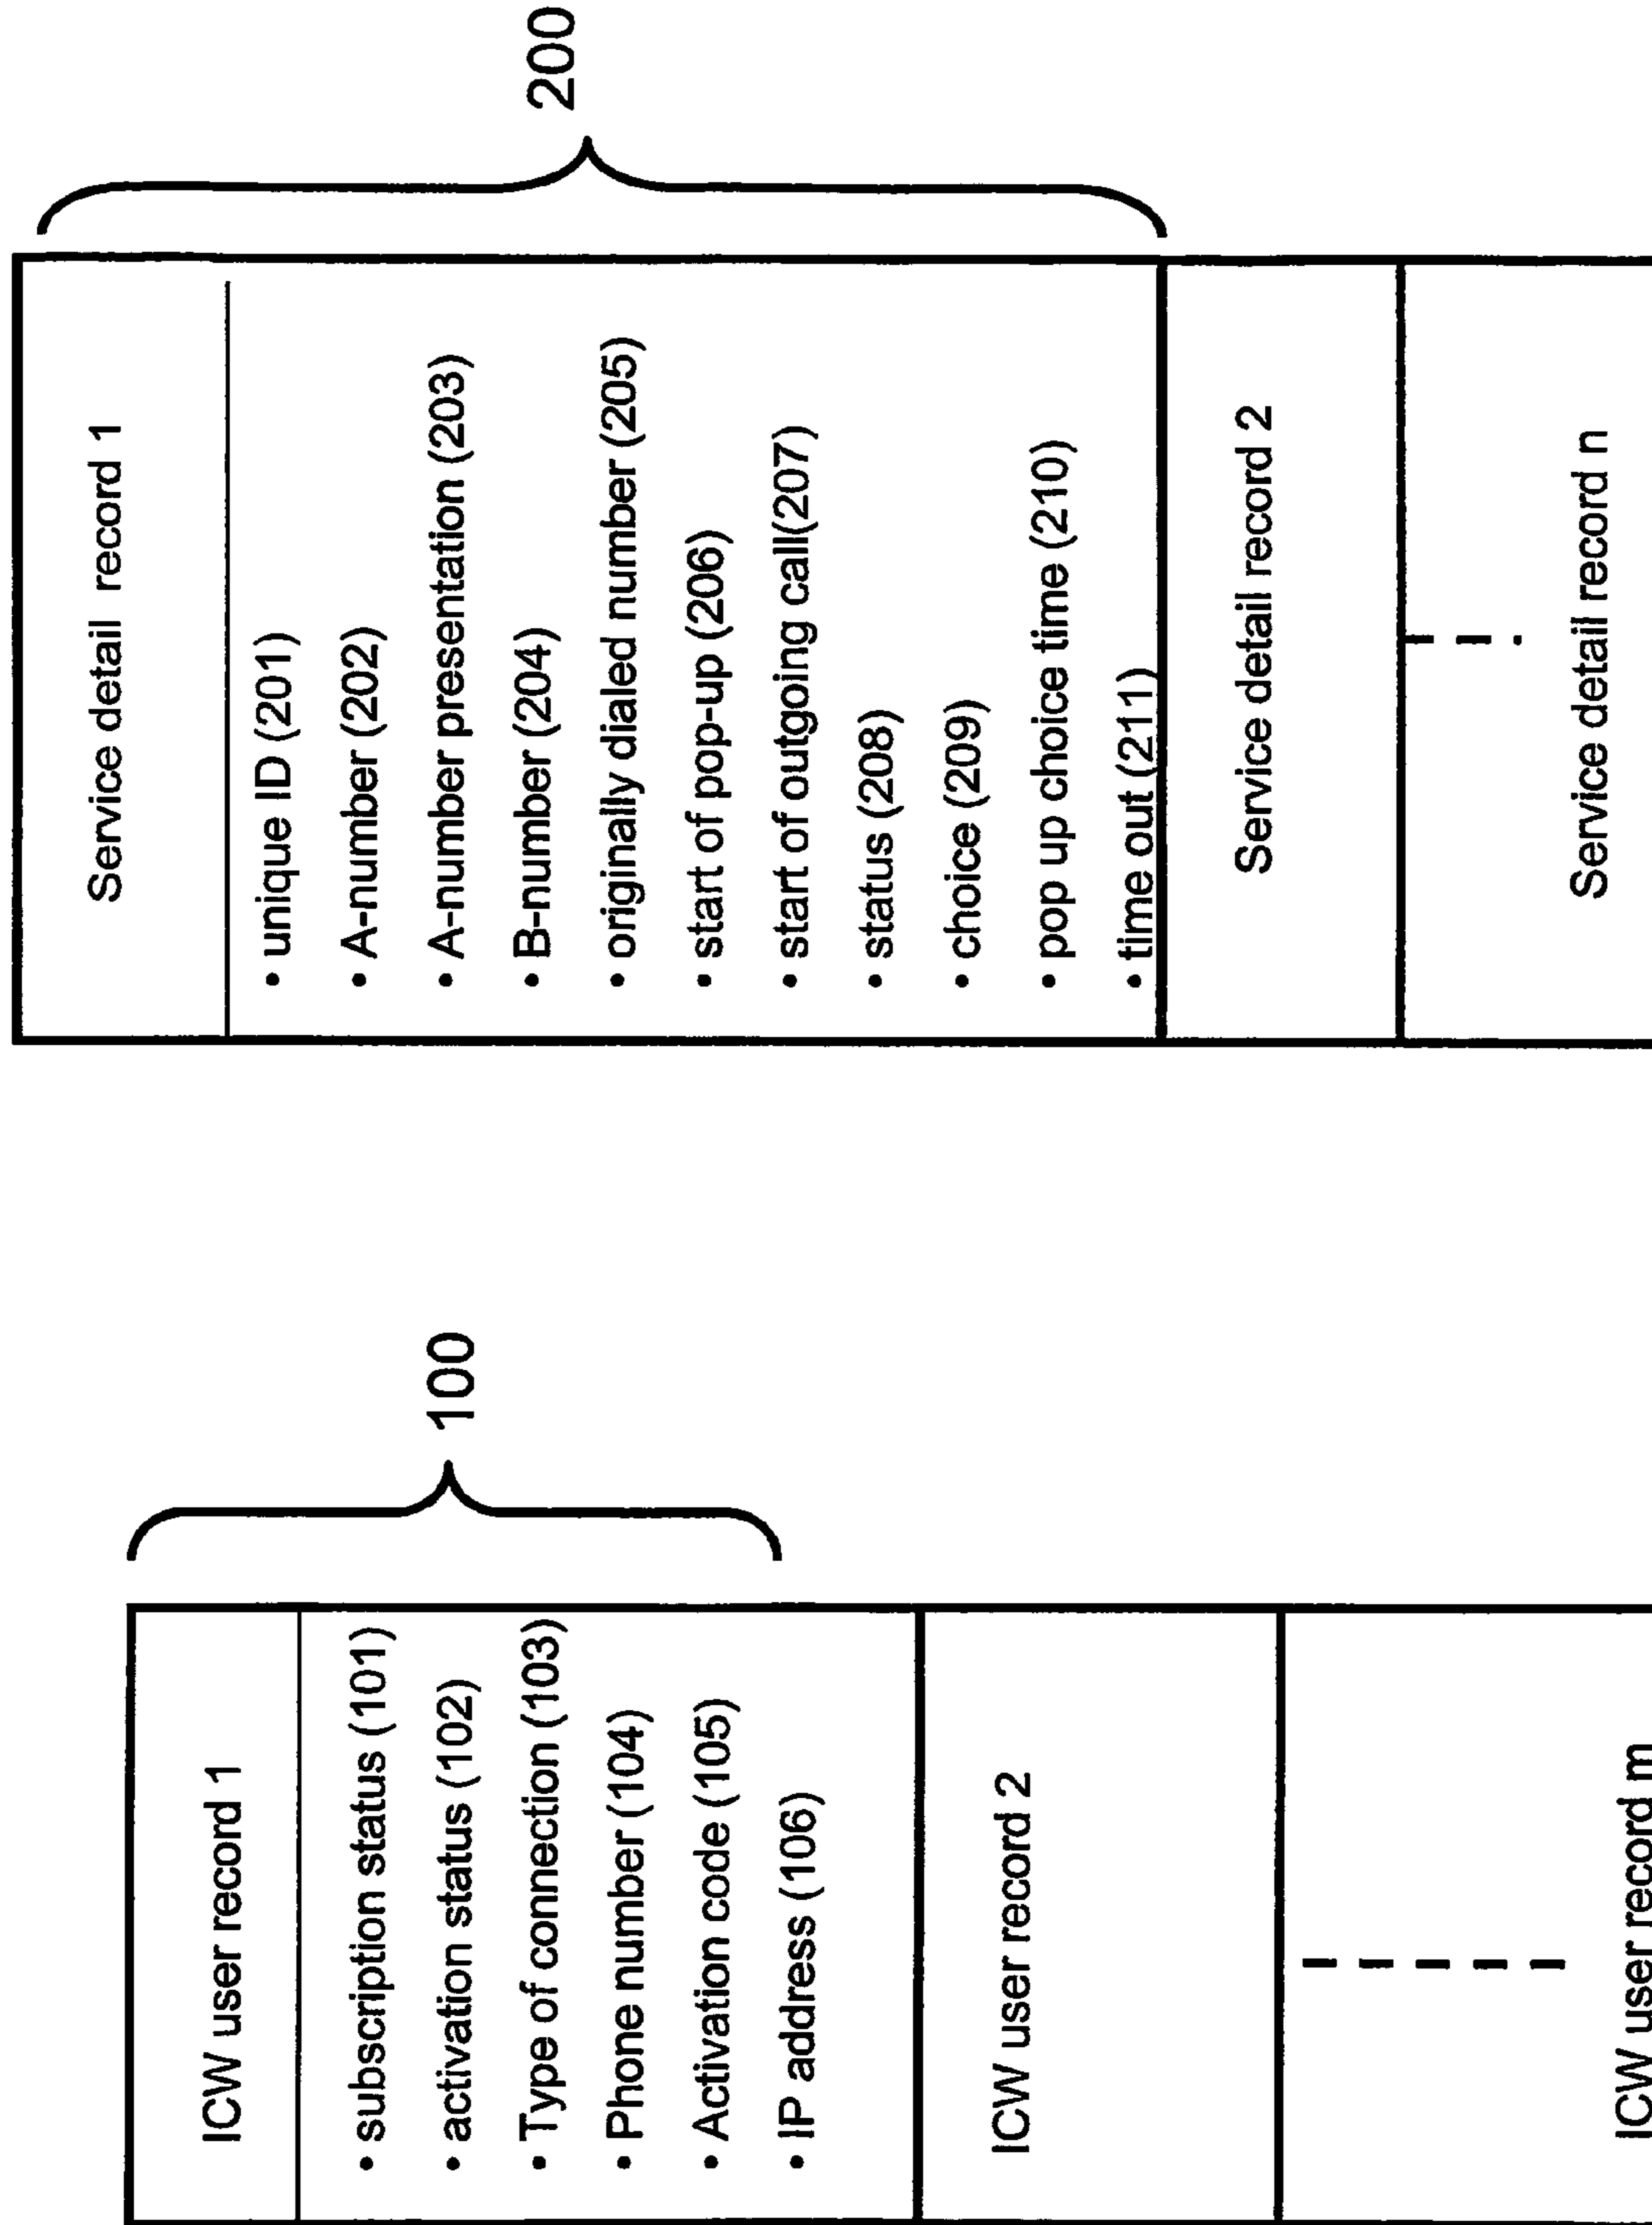 ICW user record 1
• subscription status (101)
• activation status (102)
• Type of connection (103)
• Phone number (104)
• Activation code (105)
• IP address (106)
ICW user record 2
ICW user record m
100
Service detail record 1
• unique ID (201)
• A-number (202)
• A-number presentation (203)
• B-number (204)
• originally dialed number (205)
• start of pop-up (206)
• start of outgoing call(207)
• status (208)
• choice (209)
• pop up choice time (210)
• time out (211)
Service detail record 2
Service detail record n
200